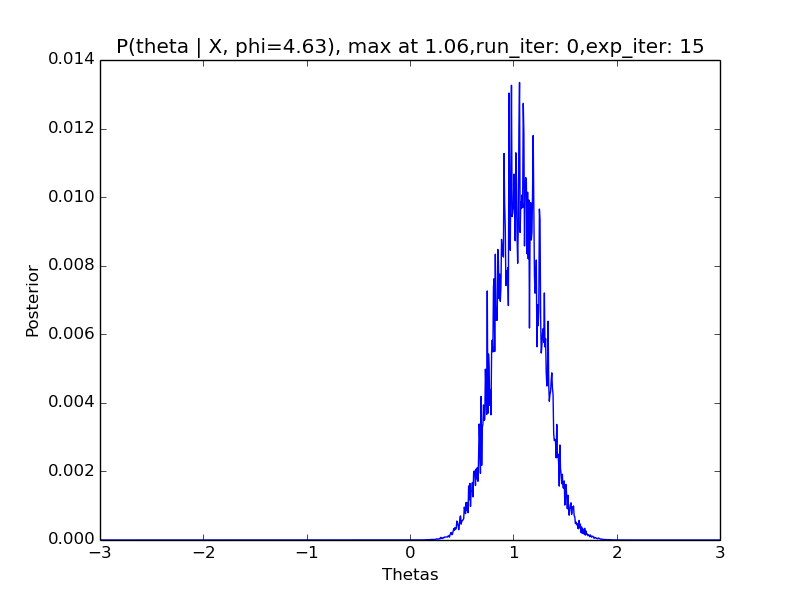 P(theta | X, phi=4.63), max at 1.06,run_iter: 0,exp_iter: 15
0.014
0.012
0.010
0.008
0.006
0.004
0.002
0.000
Posterior
−3 −2 −1 0 1 2 3
Thetas